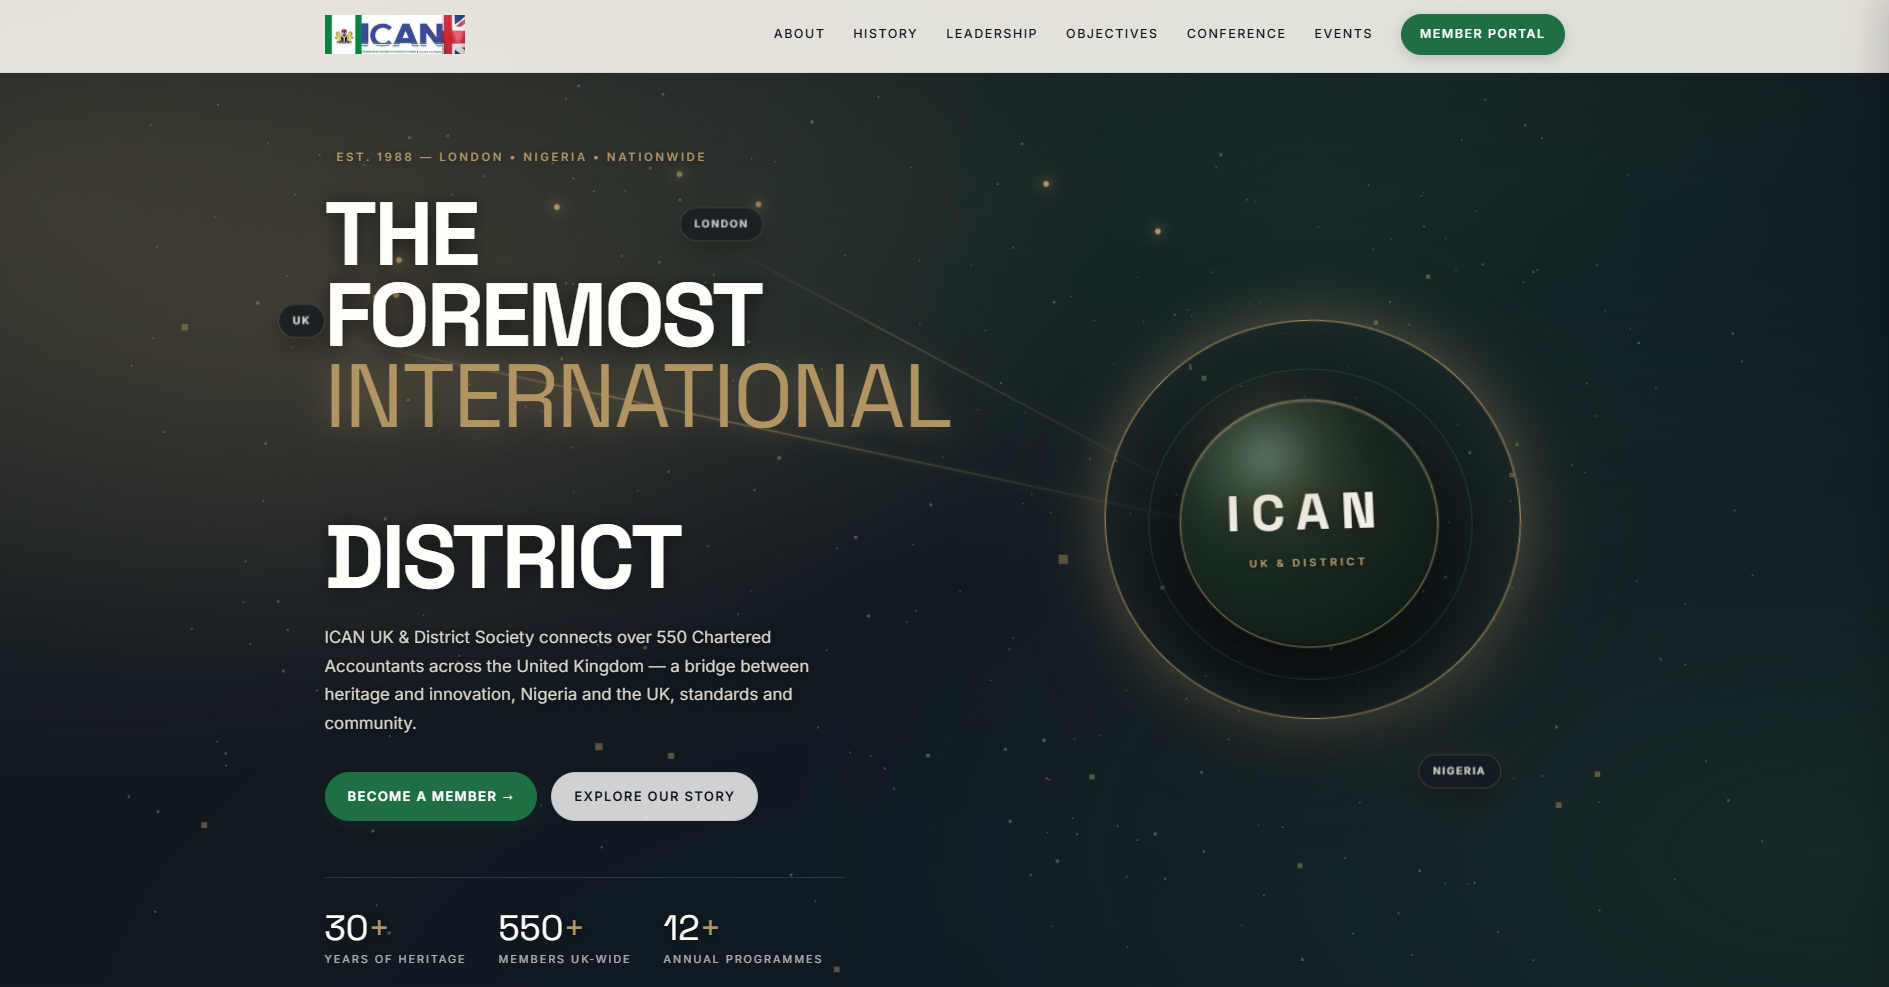 ICAN
ABOUT
HISTORY
LEADERSHIP
OBJECTIVES
CONFERENCE
EVENTS
MEMBER PORTAL
EST. 1988 — LONDON • NIGERIA • NATIONWIDE
THE
LONDON
UK
FOREMOST
INTERNATIONAL
DISTRICT
ICAN UK & District Society connects over 550 Chartered
Accountants across the United Kingdom — a bridge between
heritage and innovation, Nigeria and the UK, standards and
community.
BECOME A MEMBER →
EXPLORE OUR STORY
30+
YEARS OF HERITAGE
550+
MEMBERS UK-WIDE
12+
ANNUAL PROGRAMMES
ICAN
UK & DISTRICT
NIGERIA